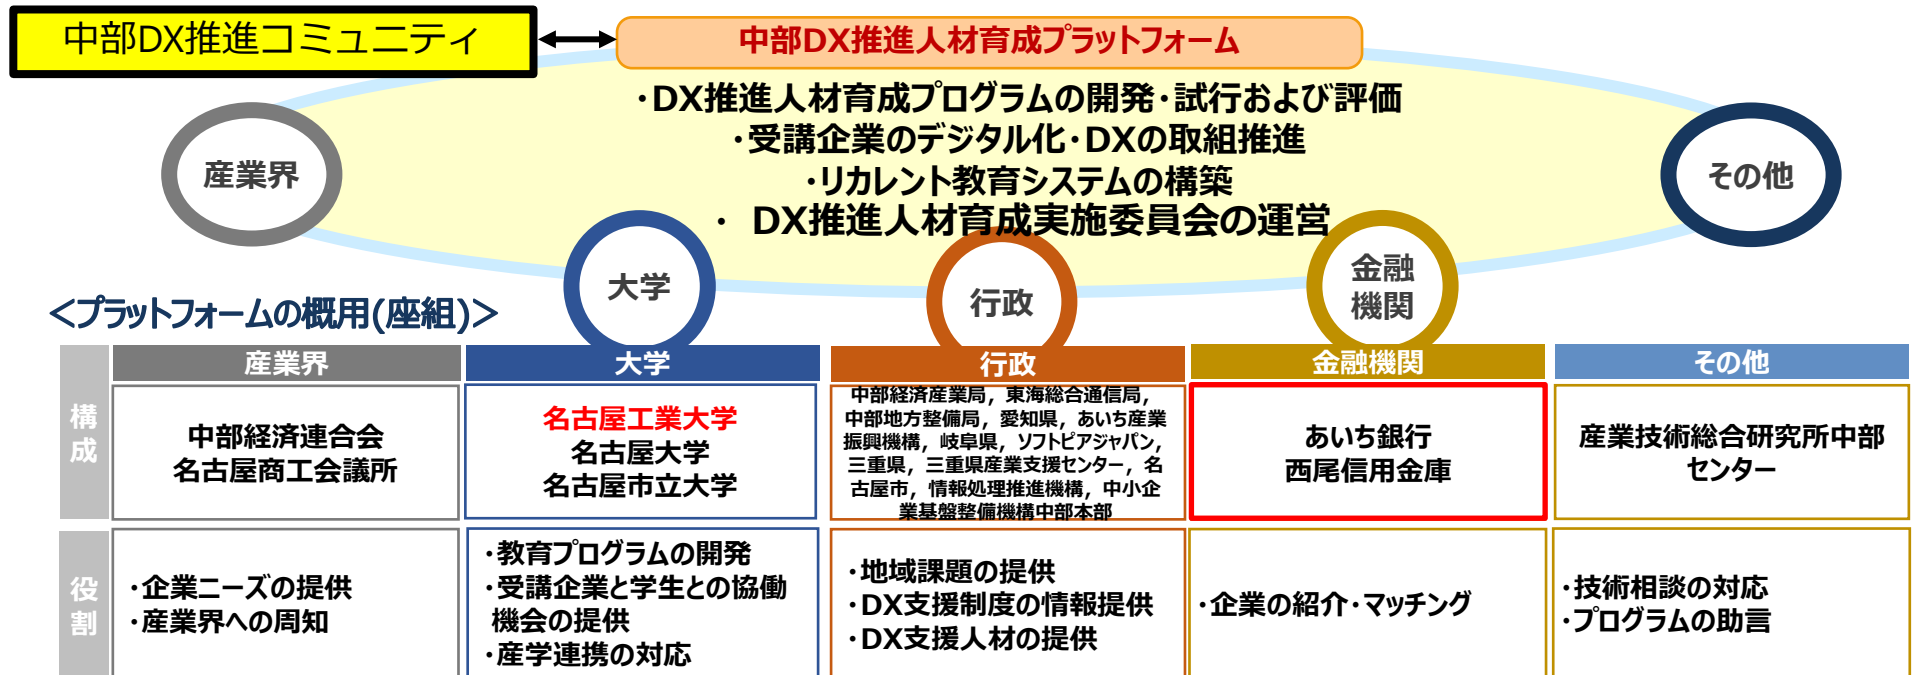 中部DX推進コミュニティ
中部DX推進人材育成プラットフォーム
・DX推進人材育成プログラムの開発・試行および評価
・受講企業のデジタル化・DXの取組推進
・リカレント教育システムの構築
・ DX推進人材育成実施委員会の運営
産業界
大学
行政
金融
機関
その他
＜プラットフォームの概用(座組)＞
産業界
大学
行政
金融機関
その他
構
成
中部経済連合会
名古屋商工会議所
名古屋工業大学
名古屋大学
名古屋市立大学
中部経済産業局，東海総合通信局，
中部地方整備局，愛知県，あいち産業
振興機構，岐阜県，ソフトピアジャパン，
三重県，三重県産業支援センター，名
古屋市，情報処理推進機構，中小企
業基盤整備機構中部本部
あいち銀行
西尾信用金庫
産業技術総合研究所中部
センター
役
割
・企業ニーズの提供
・産業界への周知
・教育プログラムの開発
・受講企業と学生との協働
機会の提供
・産学連携の対応
・地域課題の提供
・DX支援制度の情報提供
・DX支援人材の提供
・企業の紹介・マッチング
・技術相談の対応
・プログラムの助言